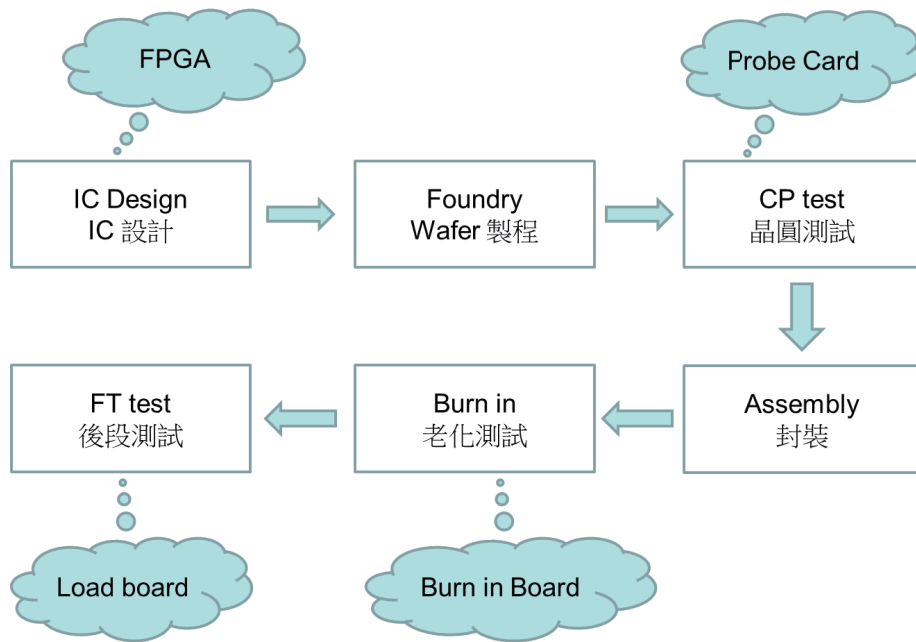 FPGA
Probe Card
IC Design
IC 設計
Foundry
Wafer 製程
CP test
晶圓測試
FT test
後段測試
Burn in
老化測試
Assembly
封裝
Load board
Burn in Board